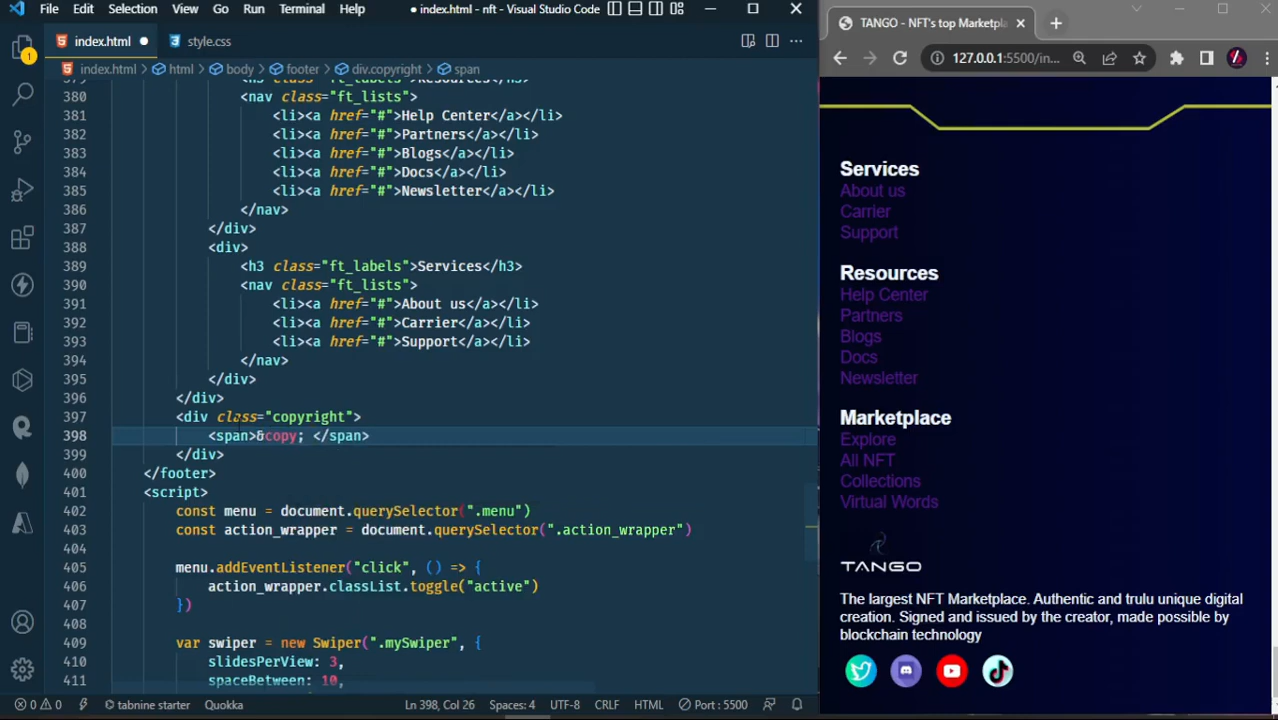 File Edit Selection View Go Run Terminal Help ● index.html - nft - Visual Studio Code
index.html ● style.css
index.html > html > body > footer > div.copyright > span
379 <h3 class="ft_labels">Resources</h3>
380 <nav class="ft_lists">
381 <li><a href="#">Help Center</a></li>
382 <li><a href="#">Partners</a></li>
383 <li><a href="#">Blogs</a></li>
384 <li><a href="#">Docs</a></li>
385 <li><a href="#">Newsletter</a></li>
386 </nav>
387 </div>
388 <div>
389 <h3 class="ft_labels">Services</h3>
390 <nav class="ft_lists">
391 <li><a href="#">About us</a></li>
392 <li><a href="#">Carrier</a></li>
393 <li><a href="#">Support</a></li>
394 </nav>
395 </div>
396 </div>
397 <div class="copyright">
398 <span>&copy; </span>
399 </div>
400 </footer>
401 <script>
402 const menu = document.querySelector(".menu")
403 const action_wrapper = document.querySelector(".action_wrapper")
404
405 menu.addEventListener("click", () => {
406 action_wrapper.classList.toggle("active")
407 })
408
409 var swiper = new Swiper(".mySwiper", {
410 slidesPerView: 3,
411 spaceBetween: 10,
1
0 0 tabnine starter Quokka Ln 398, Col 26 Spaces: 4 UTF-8 CRLF HTML Port : 5500
TANGO - NFT's top Marketpla
127.0.0.1:5500/in...
Services
About us
Carrier
Support
Resources
Help Center
Partners
Blogs
Docs
Newsletter
Marketplace
Explore
All NFT
Collections
Virtual Words
TANGO
The largest NFT Marketplace. Authentic and trulu unique digital
creation. Signed and issued by the creator, made possible by
blockchain technology